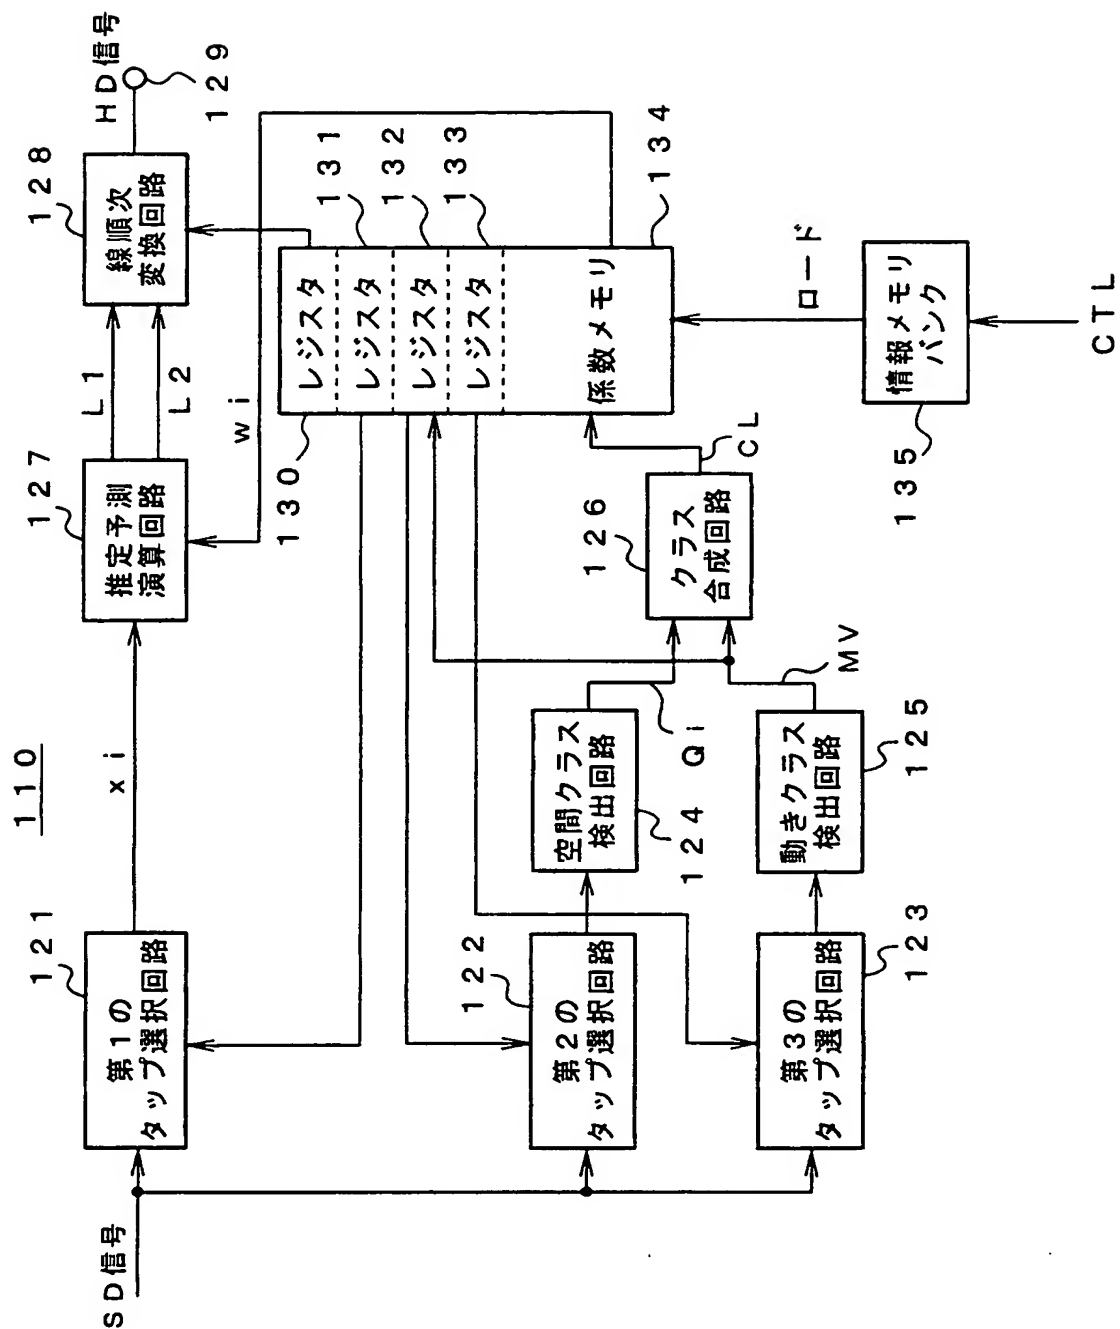 110
SD信号
121
第1の
タップ選択回路
xi
127
推定予測
演算回路
L1
L2
128
線順次
変換回路
HD信号
129
wi
130
レジスタ
131
レジスタ
132
レジスタ
133
レジスタ
134
係数メモリ
122
第2の
タップ選択回路
124
空間クラス
検出回路
Qi
126
クラス
合成回路
CL
123
第3の
タップ選択回路
125
動きクラス
検出回路
MV
ロード
135
情報メモリ
バンク
CTL